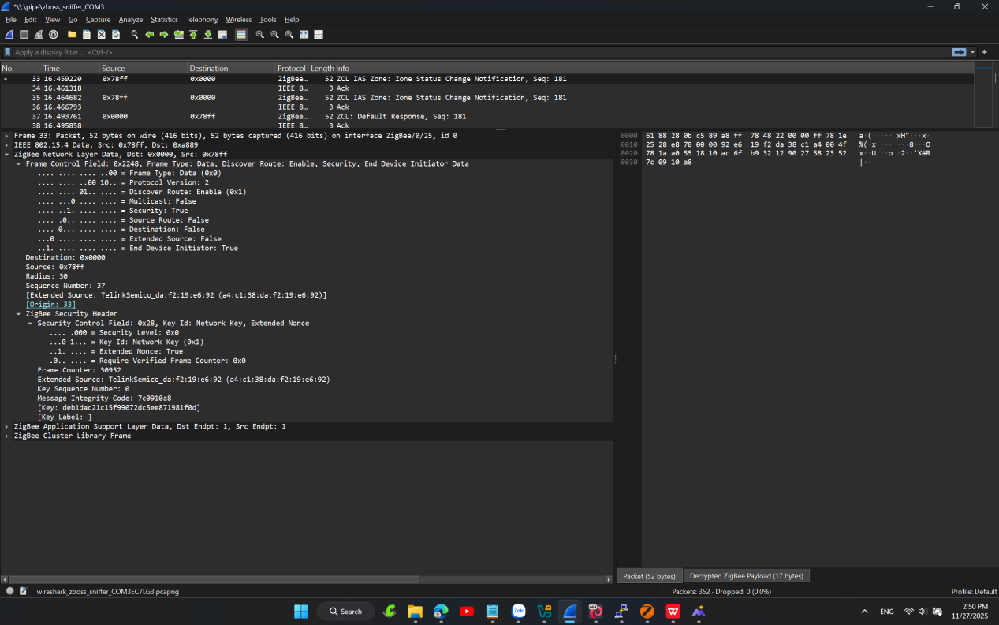 *\\.\pipe\zboss_sniffer_COM3
File Edit View Go Capture Analyze Statistics Telephony Wireless Tools Help
Apply a display filter ... <Ctrl-/>
No. Time Source Destination Protocol Length Info
33 16.459220 0x78ff 0x0000 ZigBee… 52 ZCL IAS Zone: Zone Status Change Notification, Seq: 181
34 16.461318 IEEE 8… 3 Ack
35 16.464682 0x78ff 0x0000 ZigBee… 52 ZCL IAS Zone: Zone Status Change Notification, Seq: 181
36 16.466793 IEEE 8… 3 Ack
37 16.493761 0x0000 0x78ff ZigBee… 52 ZCL: Default Response, Seq: 181
38 16.495858 IEEE 8… 3 Ack
Frame 33: Packet, 52 bytes on wire (416 bits), 52 bytes captured (416 bits) on interface ZigBee/0/25, id 0
IEEE 802.15.4 Data, Src: 0x78ff, Dst: 0xa889
ZigBee Network Layer Data, Dst: 0x0000, Src: 0x78ff
Frame Control Field: 0x2248, Frame Type: Data, Discover Route: Enable, Security, End Device Initiator Data
.... .... .... ..00 = Frame Type: Data (0x0)
.... .... ..00 10.. = Protocol Version: 2
.... .... 01.. .... = Discover Route: Enable (0x1)
.... ...0 .... .... = Multicast: False
.... ..1. .... .... = Security: True
.... .0.. .... .... = Source Route: False
.... 0... .... .... = Destination: False
...0 .... .... .... = Extended Source: False
..1. .... .... .... = End Device Initiator: True
Destination: 0x0000
Source: 0x78ff
Radius: 30
Sequence Number: 37
[Extended Source: TelinkSemico_da:f2:19:e6:92 (a4:c1:38:da:f2:19:e6:92)]
[Origin: 33]
ZigBee Security Header
Security Control Field: 0x28, Key Id: Network Key, Extended Nonce
.... .000 = Security Level: 0x0
...0 1... = Key Id: Network Key (0x1)
..1. .... = Extended Nonce: True
.0.. .... = Require Verified Frame Counter: 0x0
Frame Counter: 30952
Extended Source: TelinkSemico_da:f2:19:e6:92 (a4:c1:38:da:f2:19:e6:92)
Key Sequence Number: 0
Message Integrity Code: 7c0910a8
[Key: deb1dac21c15f99072dc5ee871981f0d]
[Key Label: ]
ZigBee Application Support Layer Data, Dst Endpt: 1, Src Endpt: 1
ZigBee Cluster Library Frame
0000 61 88 28 0b c5 89 a8 ff 78 48 22 00 00 ff 78 1e a·(····· xH"···x·
0010 25 28 e8 78 00 00 92 e6 19 f2 da 38 c1 a4 00 4f %(·x···· ···8···O
0020 78 1a a0 55 18 10 ac 6f b9 32 12 90 27 58 23 52 x··U···o ·2··'X#R
0030 7c 09 10 a8 |···
Packet (52 bytes) Decrypted ZigBee Payload (17 bytes)
wireshark_zboss_sniffer_COM3EC7LG3.pcapng Packets: 352 · Dropped: 0 (0.0%) Profile: Default
Search Zalo ENG 2:50 PM
11/27/2025